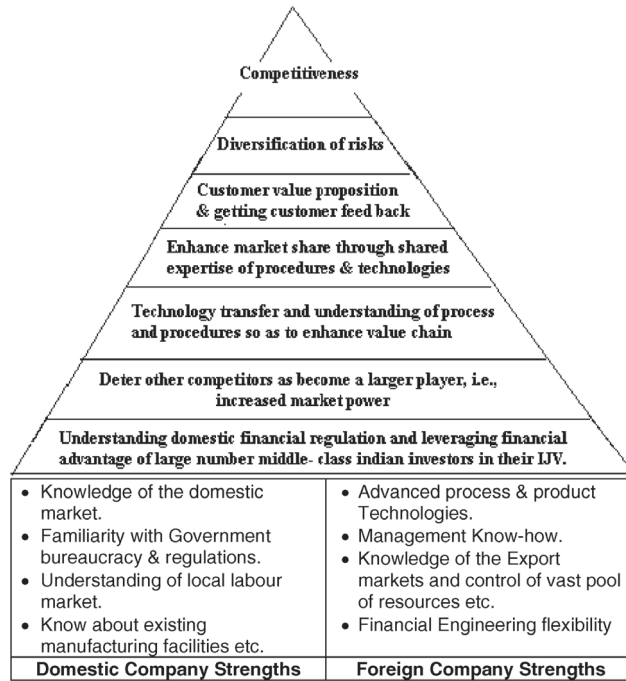 Competitiveness
Diversification of risks
Customer value proposition
& getting customer feed back
Enhance market share through shared
expertise of procedures & technologies
Technology transfer and understanding of process
and procedures so as to enhance value chain
Deter other competitors as become a larger player, i.e.,
increased market power
Understanding domestic financial regulation and leveraging financial
advantage of large number middle- class indian investors in their IJV.
• Knowledge of the domestic
market.
• Familiarity with Government
bureaucracy & regulations.
• Understanding of local labour
market.
• Know about existing
manufacturing facilities etc.
Domestic Company Strengths
• Advanced process & product
Technologies.
• Management Know-how.
• Knowledge of the Export
markets and control of vast pool
of resources etc.
• Financial Engineering flexibility
Foreign Company Strengths